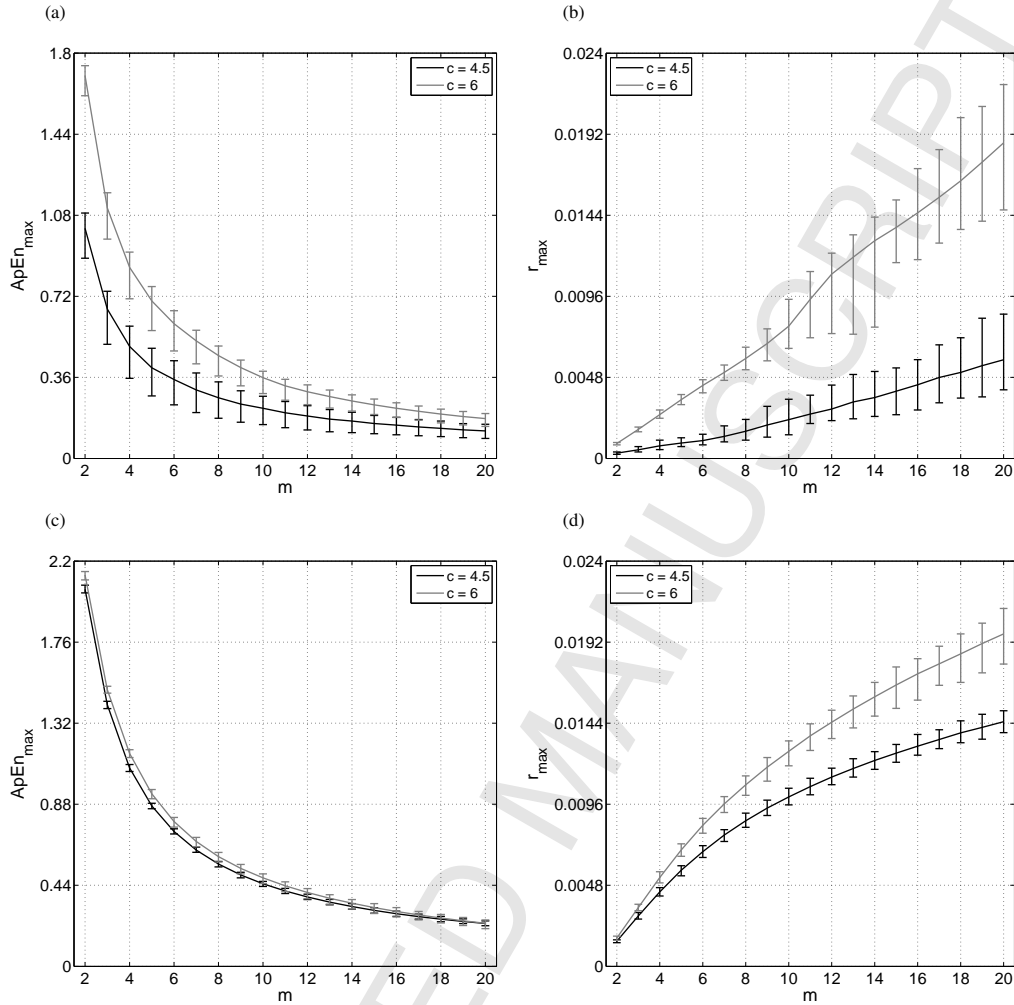 (a)
(b)
1.8
1.44
1.08
0.72
0.36
0
ApEn_max
c = 4.5
c = 6
2 4 6 8 10 12 14 16 18 20
m
0.024
0.0192
0.0144
0.0096
0.0048
0
r_max
c = 4.5
c = 6
2 4 6 8 10 12 14 16 18 20
m
(c)
(d)
2.2
1.76
1.32
0.88
0.44
0
ApEn_max
c = 4.5
c = 6
2 4 6 8 10 12 14 16 18 20
m
0.024
0.0192
0.0144
0.0096
0.0048
0
r_max
c = 4.5
c = 6
2 4 6 8 10 12 14 16 18 20
m
ED MANUSCRIPT